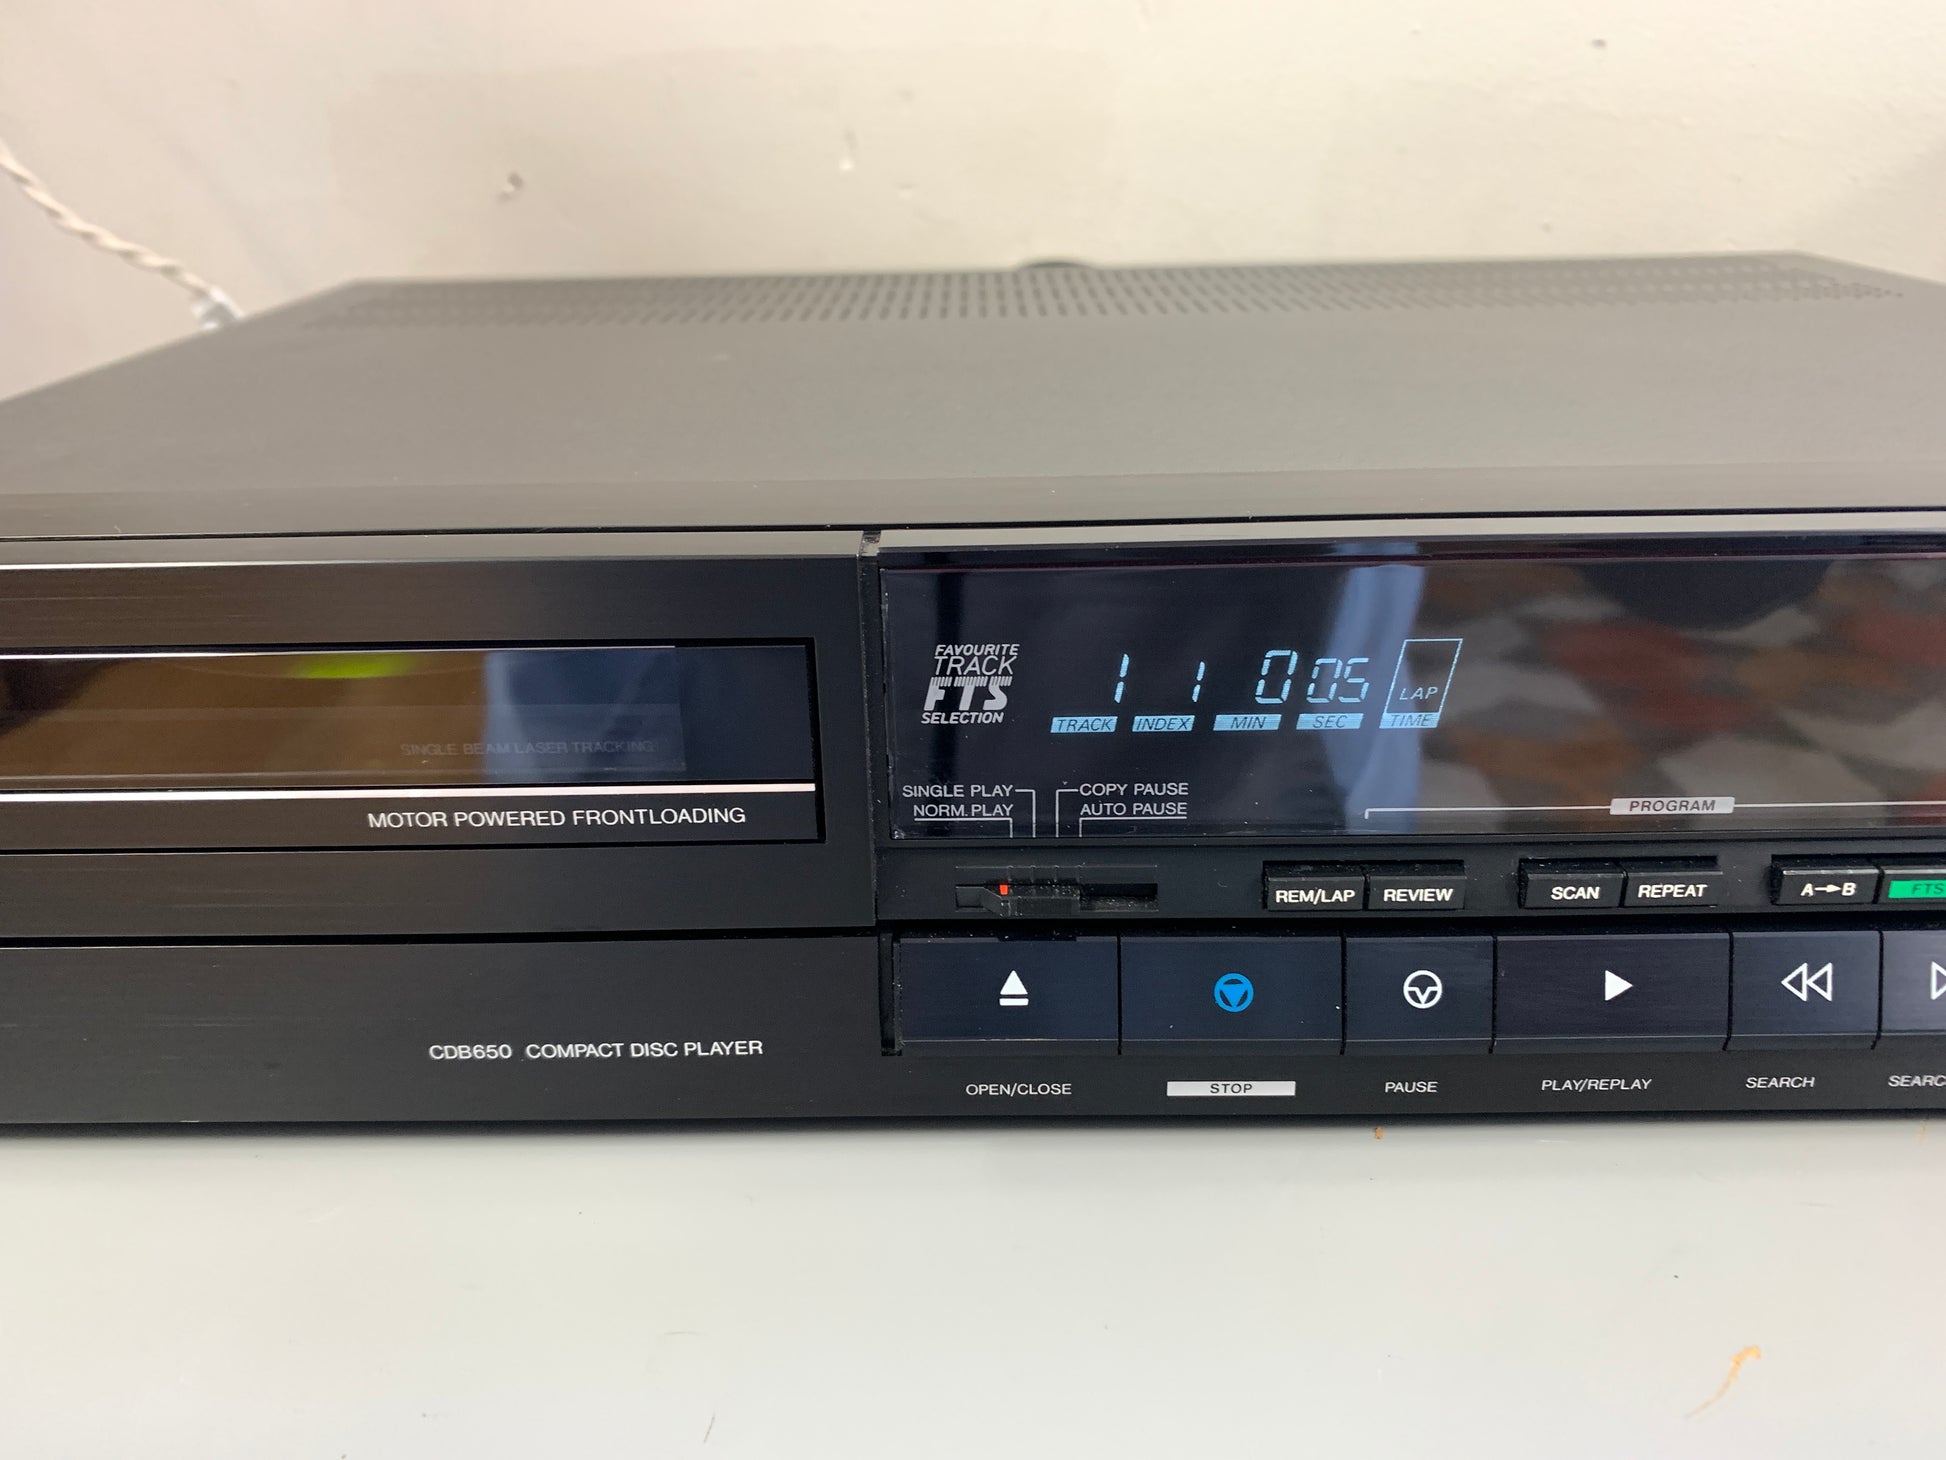 FAVOURITE
TRACK
FTS
SELECTION
1 1 0 05
LAP
TRACK INDEX MIN SEC TIME
SINGLE BEAM LASER TRACKING
MOTOR POWERED FRONTLOADING
SINGLE PLAY COPY PAUSE
NORM. PLAY AUTO PAUSE
PROGRAM
REM/LAP REVIEW SCAN REPEAT A→B FTS
CDB650 COMPACT DISC PLAYER
OPEN/CLOSE STOP PAUSE PLAY/REPLAY SEARCH